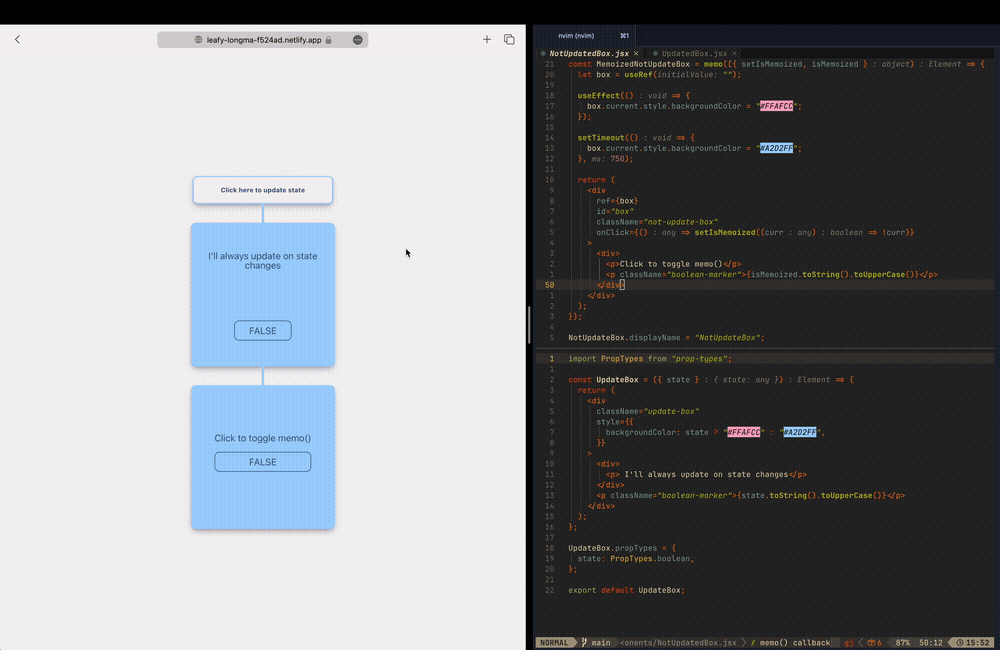 leafy-longma-f524ad.netlify.app
Click here to update state
I'll always update on state
changes
FALSE
Click to toggle memo()
FALSE
nvim (nvim) ⌘1
NotUpdatedBox.jsx × UpdatedBox.jsx ×
21 const MemoizedNotUpdateBox = memo(({ setIsMemoized, isMemoized } : object) : Element => {
20 let box = useRef(initialValue: "");
19
18 useEffect(() : void => {
17 box.current.style.backgroundColor = "#FFAFCC";
16 });
15
14 setTimeout(() : void => {
13 box.current.style.backgroundColor = "#A2D2FF";
12 }, ms: 750);
11
10 return (
9 <div
8 ref={box}
7 id="box"
6 className="not-update-box"
5 onClick={() : any => setIsMemoized((curr : any) : boolean => !curr)}
4 >
3 <div>
2 <p>Click to toggle memo()</p>
1 <p className="boolean-marker">{isMemoized.toString().toUpperCase()}</p>
50 </div>
1 </div>
2 );
3 });
4
5 NotUpdateBox.displayName = "NotUpdateBox";
1 import PropTypes from "prop-types";
1
2 const UpdateBox = ({ state } : { state: any }) : Element => {
3 return (
4 <div
5 className="update-box"
6 style={{
7 backgroundColor: state ? "#FFAFCC" : "#A2D2FF",
8 }}
9 >
10 <div>
11 <p> I'll always update on state changes</p>
12 </div>
13 <p className="boolean-marker">{state.toString().toUpperCase()}</p>
14 </div>
15 );
16 };
17
18 UpdateBox.propTypes = {
19 state: PropTypes.boolean,
20 };
21
22 export default UpdateBox;
NORMAL main <onents/NotUpdatedBox.jsx ƒ memo() callback gj 6 87% 50:12 15:52